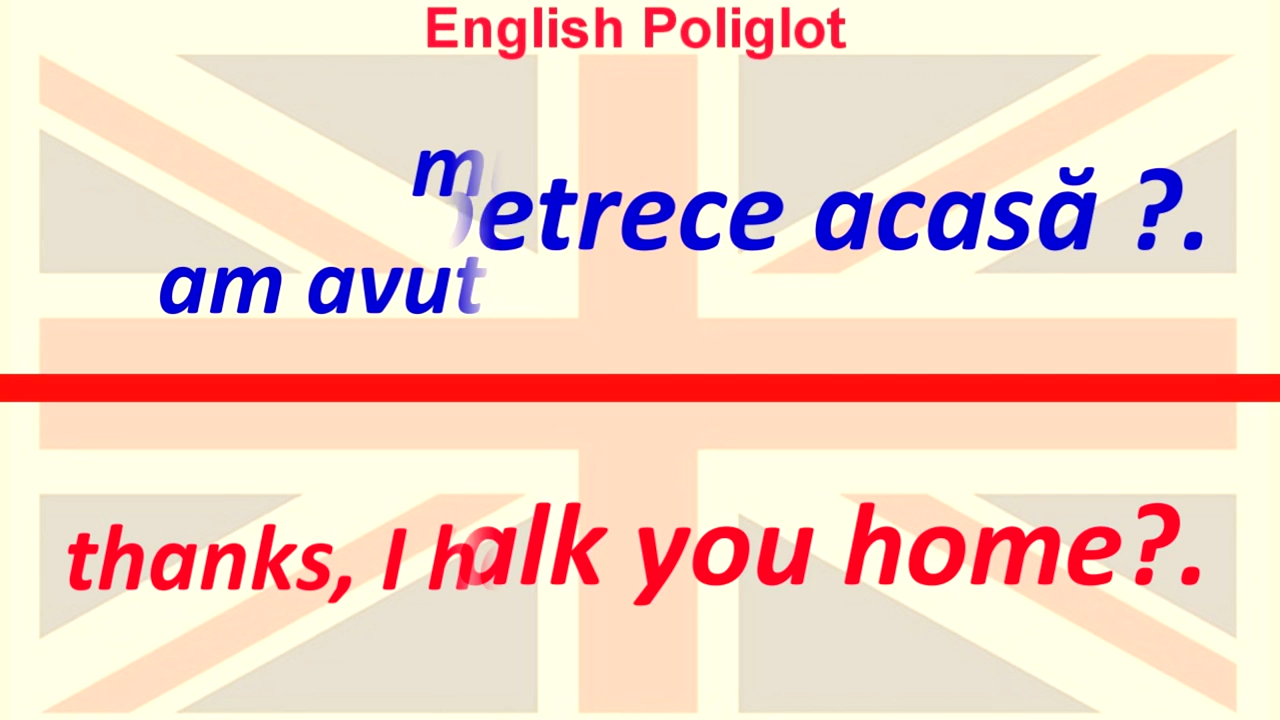 English Poliglot
etrece acasă ?.
am avut
thanks, I h
alk you home?.